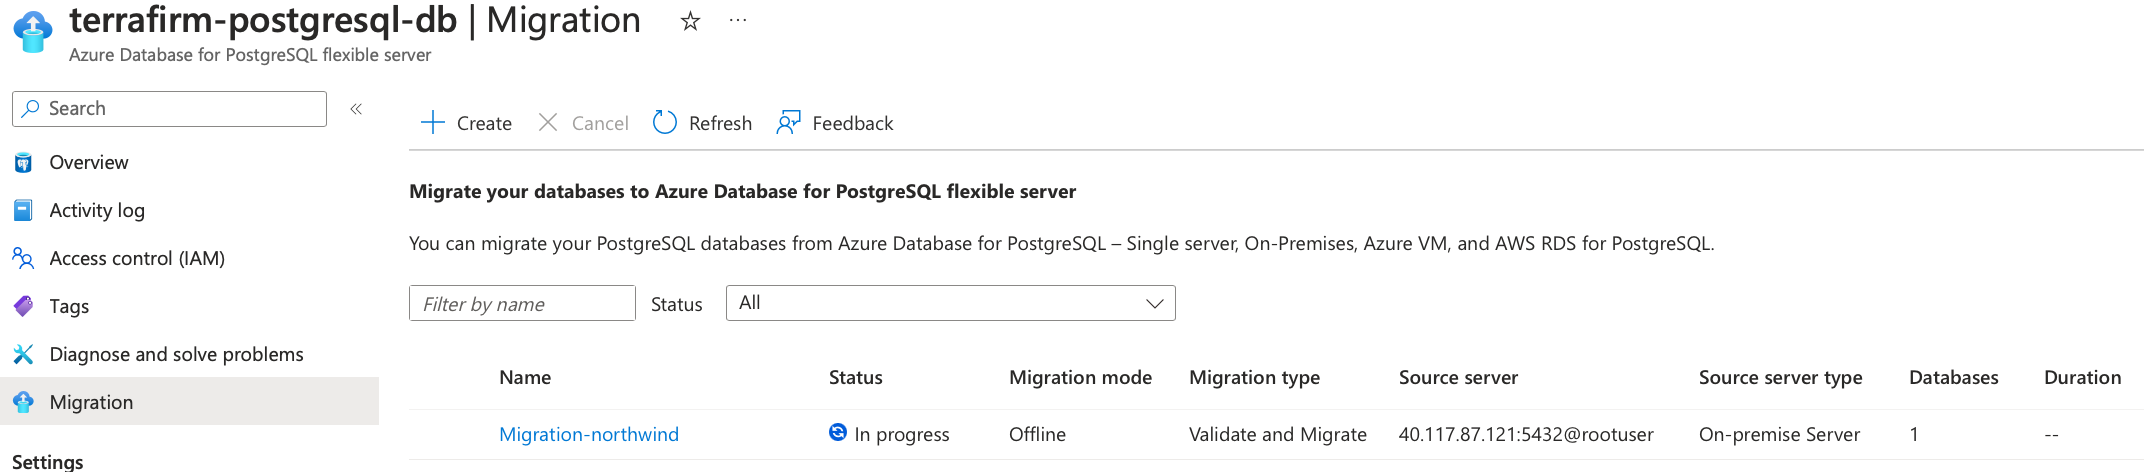 terrafirm-postgresql-db | Migration
Azure Database for PostgreSQL flexible server
Search
Overview
Activity log
Access control (IAM)
Tags
Diagnose and solve problems
Migration
Settings
Create Cancel Refresh Feedback
Migrate your databases to Azure Database for PostgreSQL flexible server
You can migrate your PostgreSQL databases from Azure Database for PostgreSQL – Single server, On-Premises, Azure VM, and AWS RDS for PostgreSQL.
Filter by name Status All
Name Status Migration mode Migration type Source server Source server type Databases Duration
Migration-northwind In progress Offline Validate and Migrate 40.117.87.121:5432@rootuser On-premise Server 1 --